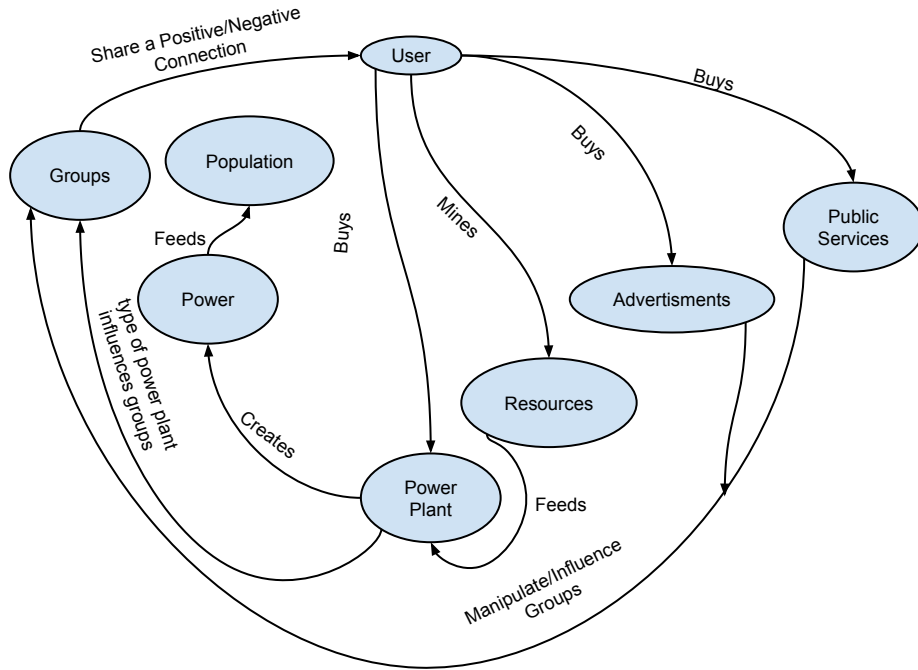 Share a Positive/Negative
Connection
User
Buys
Buys
Groups
Population
Mines
Public
Services
Buys
Feeds
Power
Advertisments
type of power plant
influences groups
Resources
Creates
Power
Plant
Feeds
Manipulate/Influence
Groups